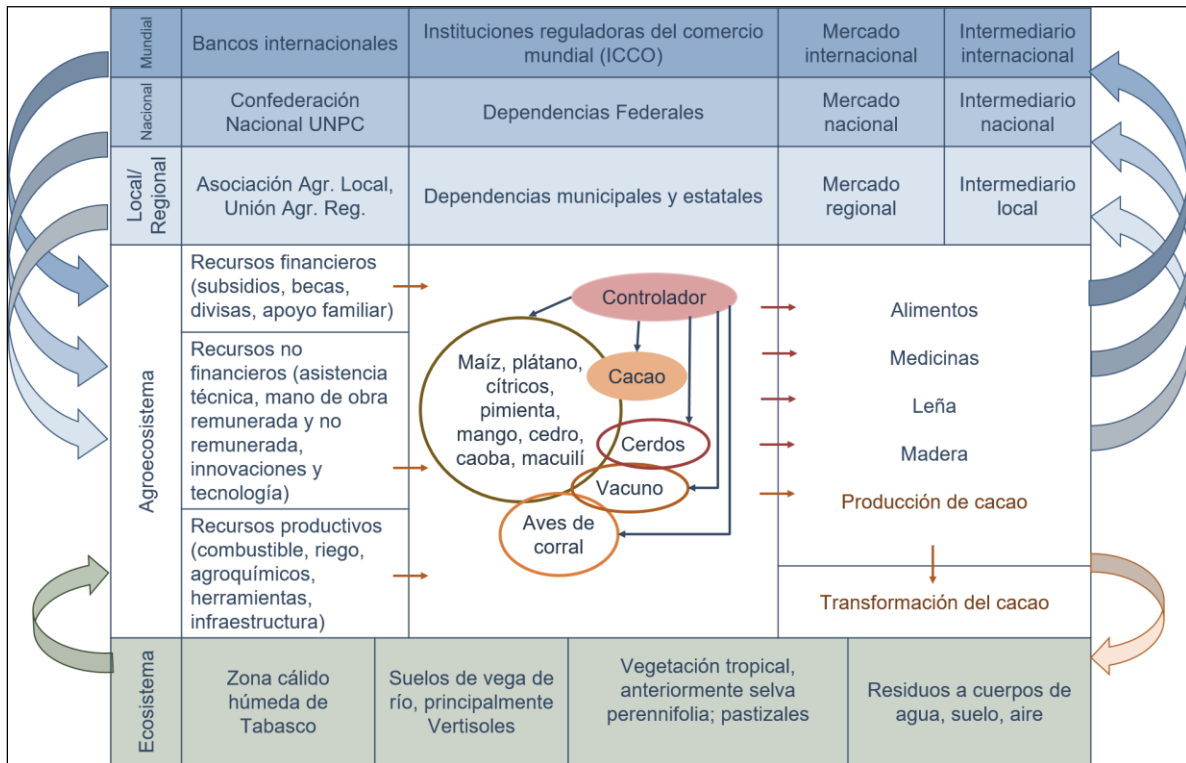 Mundial
Bancos internacionales
Instituciones reguladoras del comercio
mundial (ICCO)
Mercado
internacional
Intermediario
internacional
Nacional
Confederación
Nacional UNPC
Dependencias Federales
Mercado
nacional
Intermediario
nacional
Local/
Regional
Asociación Agr. Local,
Unión Agr. Reg.
Dependencias municipales y estatales
Mercado
regional
Intermediario
local
Agroecosistema
Recursos financieros
(subsidios, becas,
divisas, apoyo familiar)
Recursos no
financieros (asistencia
técnica, mano de obra
remunerada y no
remunerada,
innovaciones y
tecnología)
Recursos productivos
(combustible, riego,
agroquímicos,
herramientas,
infraestructura)
Controlador
Maíz, plátano,
cítricos,
pimienta,
mango, cedro,
caoba, macuilí
Cacao
Cerdos
Vacuno
Aves de
corral
Alimentos
Medicinas
Leña
Madera
Producción de cacao
Transformación del cacao
Ecosistema
Zona cálido
húmeda de
Tabasco
Suelos de vega de
río, principalmente
Vertisoles
Vegetación tropical,
anteriormente selva
perennifolia; pastizales
Residuos a cuerpos de
agua, suelo, aire